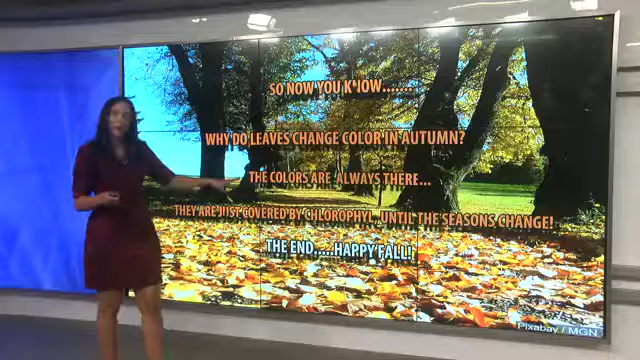 SO NOW YOU KNOW.......
WHY DO LEAVES CHANGE COLOR IN AUTUMN?
THE COLORS ARE ALWAYS THERE...
THEY ARE JUST COVERED BY CHLOROPHYL, UNTIL THE SEASONS CHANGE!
THE END.....HAPPY FALL!
Pixabay / MGN